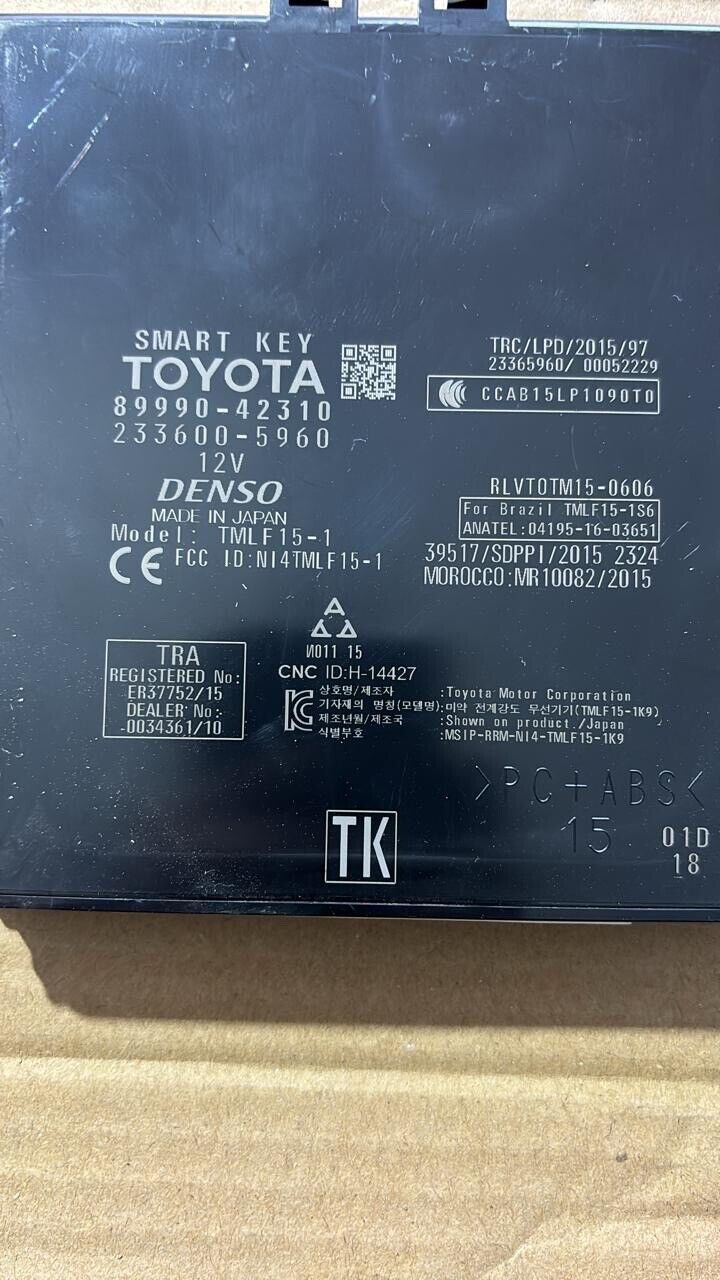 SMART KEY
TOYOTA
89990-42310
233600-5960
12V
DENSO
MADE IN JAPAN
Model: TMLF15-1
CE FCC ID:NI4TMLF15-1
TRC/LPD/2015/97
23365960/ 00052229
CCAB15LP1090T0
RLVTOTM15-0606
For Brazil TMLF15-1S6
ANATEL:04195-16-03651
39517/SDPPI/2015 2324
MOROCCO:MR10082/2015
TRA
REGISTERED No:
ER37752/15
DEALER No:
0034361/10
AAA
И011 15
CNC ID:H-14427
상호명/제조자 :Toyota Motor Corporation
기자재의 명칭(모델명):미약 전계강도 무선기기(TMLF15-1K9)
제조년월/제조국 :Shown on product./Japan
식별부호 :MSIP-RRM-NI4-TMLF15-1K9
>PC+ABS<
15
01D
18
TK